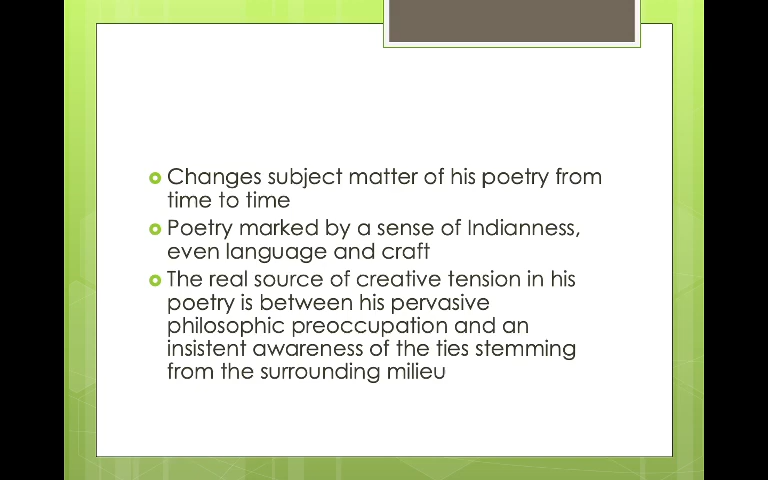 Changes subject matter of his poetry from
time to time
Poetry marked by a sense of Indianness,
even language and craft
The real source of creative tension in his
poetry is between his pervasive
philosophic preoccupation and an
insistent awareness of the ties stemming
from the surrounding milieu